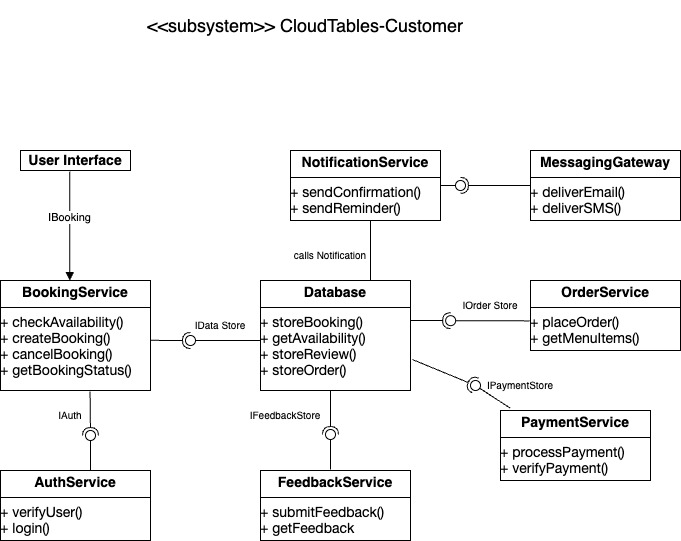 <<subsystem>> CloudTables-Customer
User Interface
NotificationService
+ sendConfirmation()
+ sendReminder()
MessagingGateway
+ deliverEmail()
+ deliverSMS()
IBooking
calls Notification
BookingService
+ checkAvailability()
+ createBooking()
+ cancelBooking()
+ getBookingStatus()
IData Store
Database
+ storeBooking()
+ getAvailability()
+ storeReview()
+ storeOrder()
IOrder Store
OrderService
+ placeOrder()
+ getMenuItems()
IPaymentStore
IAuth
IFeedbackStore
PaymentService
+ processPayment()
+ verifyPayment()
AuthService
+ verifyUser()
+ login()
FeedbackService
+ submitFeedback()
+ getFeedback